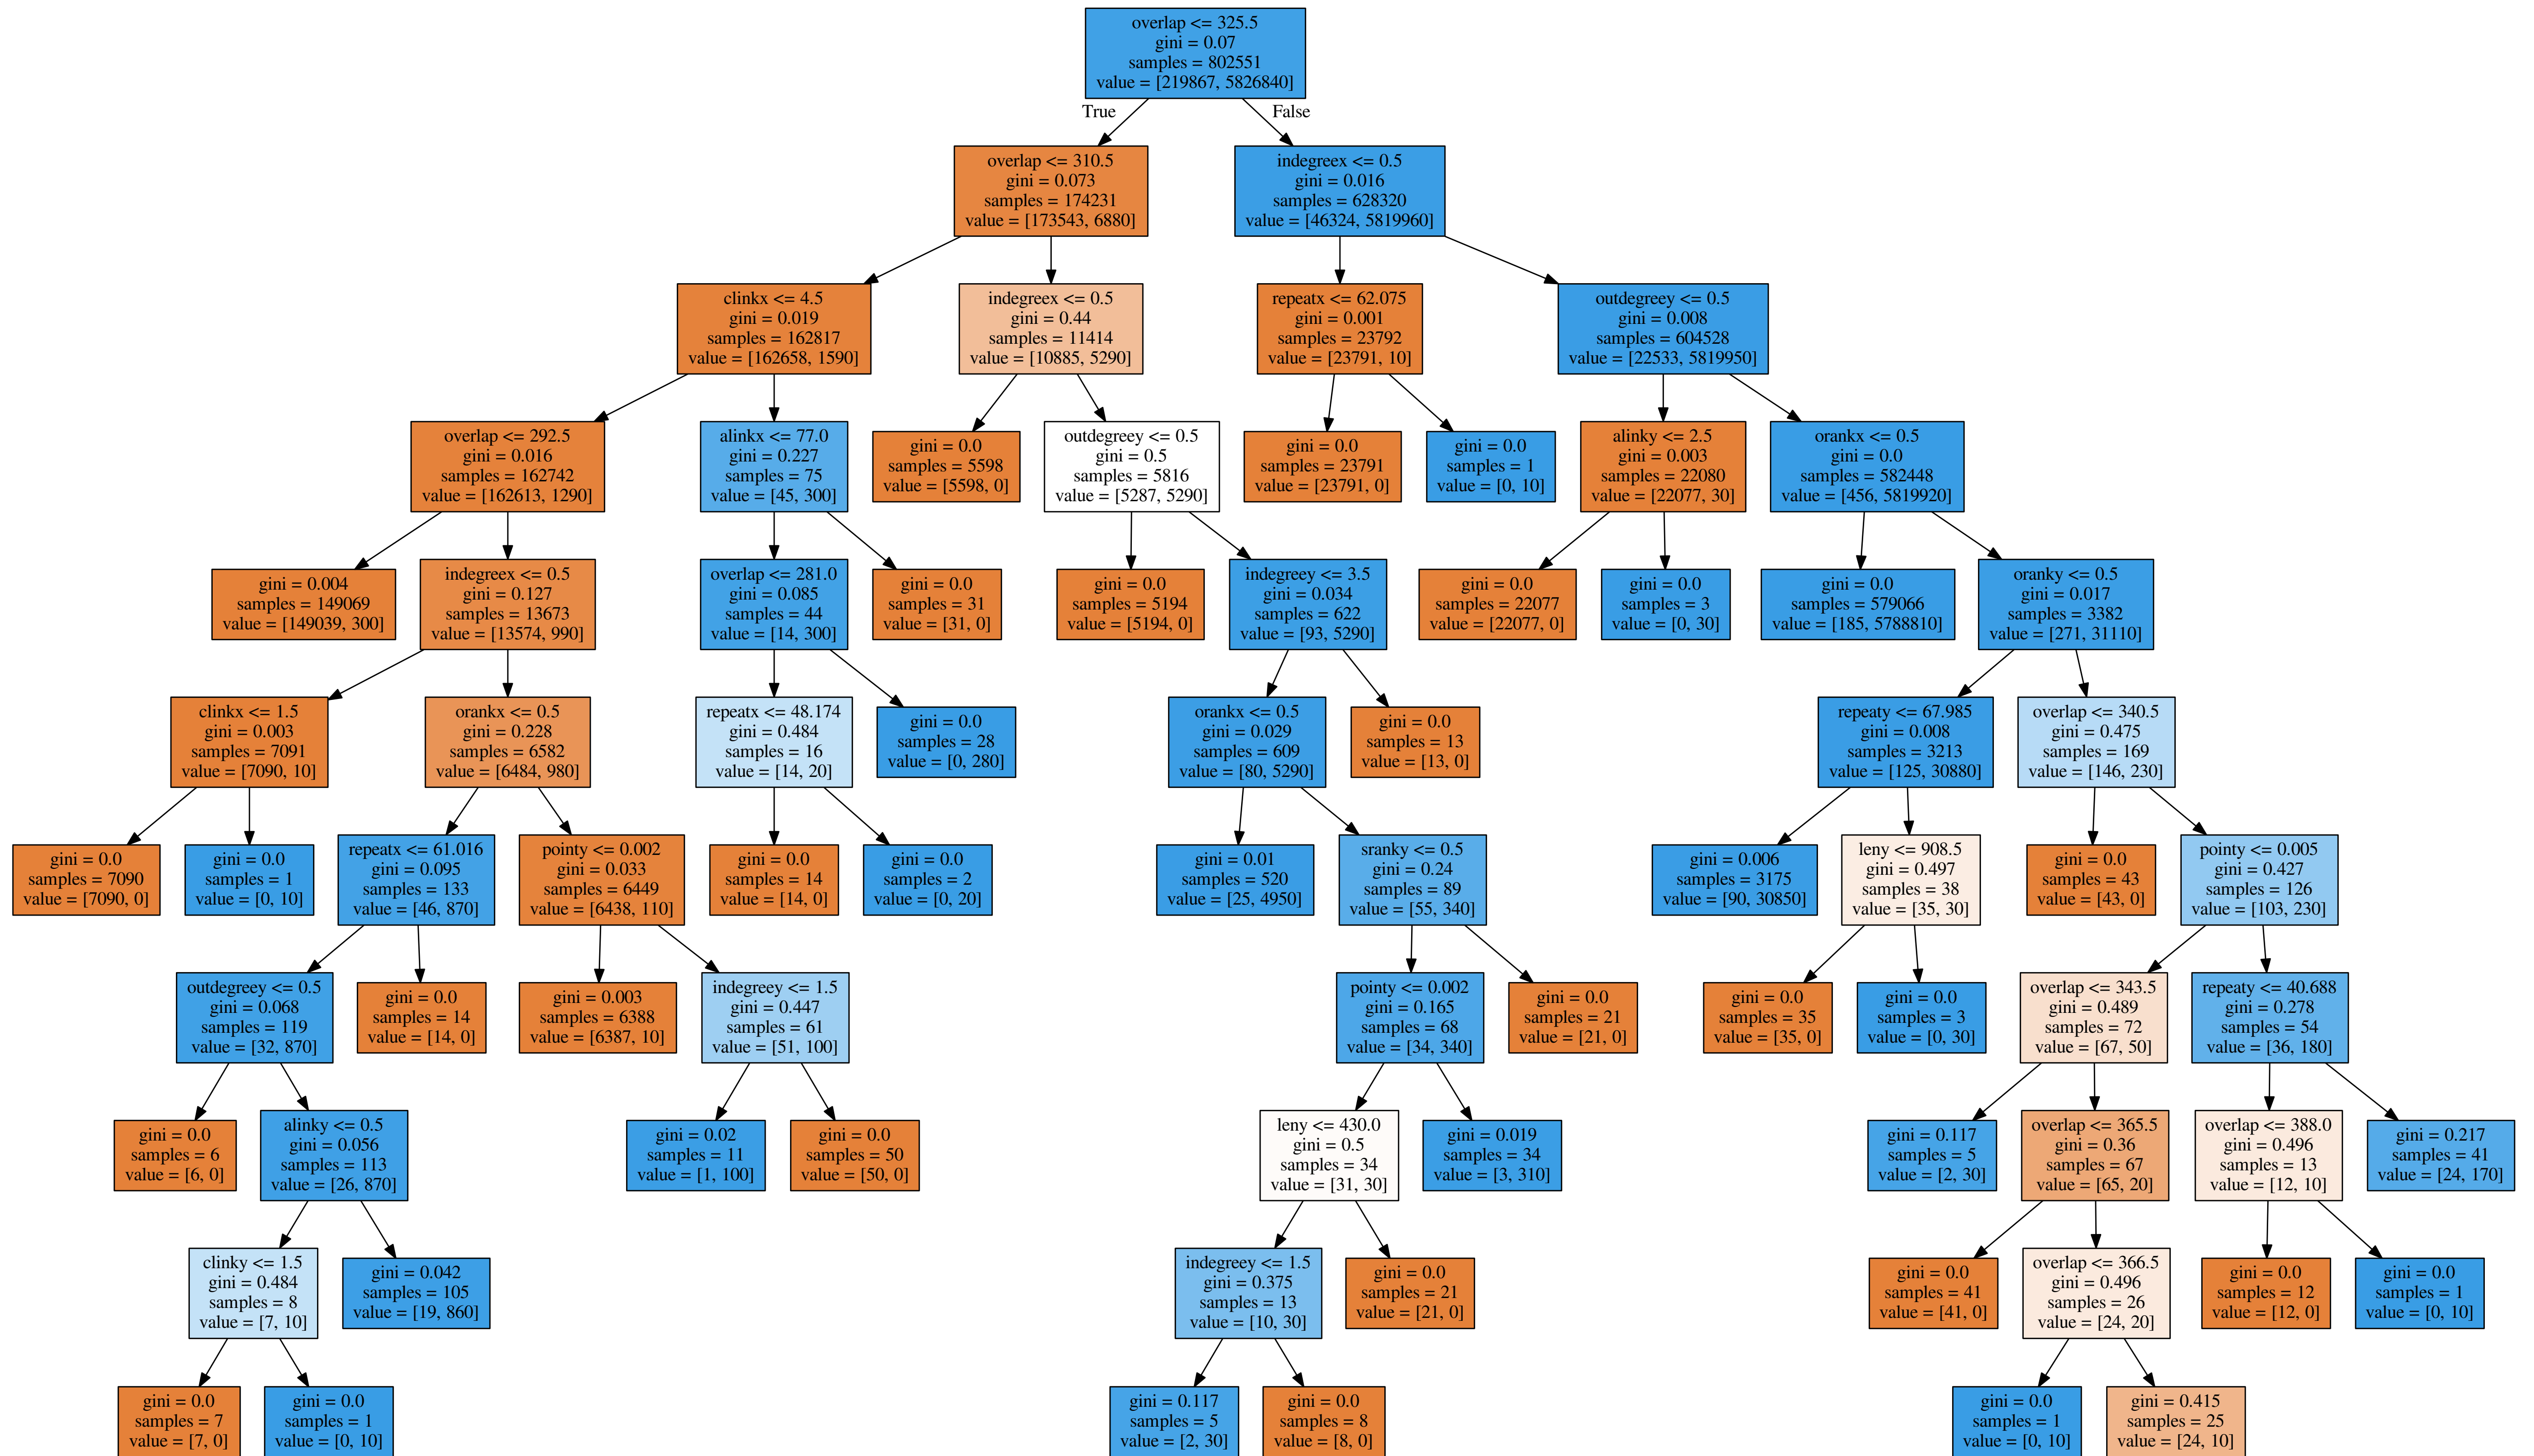 overlap <= 325.5
gini = 0.07
samples = 802551
value = [219867, 5826840]
True
False
overlap <= 310.5
gini = 0.073
samples = 174231
value = [173543, 6880]
indegreex <= 0.5
gini = 0.016
samples = 628320
value = [46324, 5819960]
clinkx <= 4.5
gini = 0.019
samples = 162817
value = [162658, 1590]
indegreex <= 0.5
gini = 0.44
samples = 11414
value = [10885, 5290]
repeatx <= 62.075
gini = 0.001
samples = 23792
value = [23791, 10]
outdegreey <= 0.5
gini = 0.008
samples = 604528
value = [22533, 5819950]
overlap <= 292.5
gini = 0.016
samples = 162742
value = [162613, 1290]
alinkx <= 77.0
gini = 0.227
samples = 75
value = [45, 300]
gini = 0.0
samples = 5598
value = [5598, 0]
outdegreey <= 0.5
gini = 0.5
samples = 5816
value = [5287, 5290]
gini = 0.0
samples = 23791
value = [23791, 0]
gini = 0.0
samples = 1
value = [0, 10]
alinky <= 2.5
gini = 0.003
samples = 22080
value = [22077, 30]
orankx <= 0.5
gini = 0.0
samples = 582448
value = [456, 5819920]
gini = 0.004
samples = 149069
value = [149039, 300]
indegreex <= 0.5
gini = 0.127
samples = 13673
value = [13574, 990]
overlap <= 281.0
gini = 0.085
samples = 44
value = [14, 300]
gini = 0.0
samples = 31
value = [31, 0]
gini = 0.0
samples = 5194
value = [5194, 0]
indegreey <= 3.5
gini = 0.034
samples = 622
value = [93, 5290]
gini = 0.0
samples = 22077
value = [22077, 0]
gini = 0.0
samples = 3
value = [0, 30]
gini = 0.0
samples = 579066
value = [185, 5788810]
oranky <= 0.5
gini = 0.017
samples = 3382
value = [271, 31110]
clinkx <= 1.5
gini = 0.003
samples = 7091
value = [7090, 10]
orankx <= 0.5
gini = 0.228
samples = 6582
value = [6484, 980]
repeatx <= 48.174
gini = 0.484
samples = 16
value = [14, 20]
gini = 0.0
samples = 28
value = [0, 280]
orankx <= 0.5
gini = 0.029
samples = 609
value = [80, 5290]
gini = 0.0
samples = 13
value = [13, 0]
repeaty <= 67.985
gini = 0.008
samples = 3213
value = [125, 30880]
overlap <= 340.5
gini = 0.475
samples = 169
value = [146, 230]
gini = 0.0
samples = 7090
value = [7090, 0]
gini = 0.0
samples = 1
value = [0, 10]
repeatx <= 61.016
gini = 0.095
samples = 133
value = [46, 870]
pointy <= 0.002
gini = 0.033
samples = 6449
value = [6438, 110]
gini = 0.0
samples = 14
value = [14, 0]
gini = 0.0
samples = 2
value = [0, 20]
gini = 0.01
samples = 520
value = [25, 4950]
sranky <= 0.5
gini = 0.24
samples = 89
value = [55, 340]
gini = 0.006
samples = 3175
value = [90, 30850]
leny <= 908.5
gini = 0.497
samples = 38
value = [35, 30]
gini = 0.0
samples = 43
value = [43, 0]
pointy <= 0.005
gini = 0.427
samples = 126
value = [103, 230]
outdegreey <= 0.5
gini = 0.068
samples = 119
value = [32, 870]
gini = 0.0
samples = 14
value = [14, 0]
gini = 0.003
samples = 6388
value = [6387, 10]
indegreey <= 1.5
gini = 0.447
samples = 61
value = [51, 100]
pointy <= 0.002
gini = 0.165
samples = 68
value = [34, 340]
gini = 0.0
samples = 21
value = [21, 0]
gini = 0.0
samples = 35
value = [35, 0]
gini = 0.0
samples = 3
value = [0, 30]
overlap <= 343.5
gini = 0.489
samples = 72
value = [67, 50]
repeaty <= 40.688
gini = 0.278
samples = 54
value = [36, 180]
gini = 0.0
samples = 6
value = [6, 0]
alinky <= 0.5
gini = 0.056
samples = 113
value = [26, 870]
gini = 0.02
samples = 11
value = [1, 100]
gini = 0.0
samples = 50
value = [50, 0]
leny <= 430.0
gini = 0.5
samples = 34
value = [31, 30]
gini = 0.019
samples = 34
value = [3, 310]
gini = 0.117
samples = 5
value = [2, 30]
overlap <= 365.5
gini = 0.36
samples = 67
value = [65, 20]
overlap <= 388.0
gini = 0.496
samples = 13
value = [12, 10]
gini = 0.217
samples = 41
value = [24, 170]
clinky <= 1.5
gini = 0.484
samples = 8
value = [7, 10]
gini = 0.042
samples = 105
value = [19, 860]
indegreey <= 1.5
gini = 0.375
samples = 13
value = [10, 30]
gini = 0.0
samples = 21
value = [21, 0]
gini = 0.0
samples = 41
value = [41, 0]
overlap <= 366.5
gini = 0.496
samples = 26
value = [24, 20]
gini = 0.0
samples = 12
value = [12, 0]
gini = 0.0
samples = 1
value = [0, 10]
gini = 0.0
samples = 7
value = [7, 0]
gini = 0.0
samples = 1
value = [0, 10]
gini = 0.117
samples = 5
value = [2, 30]
gini = 0.0
samples = 8
value = [8, 0]
gini = 0.0
samples = 1
value = [0, 10]
gini = 0.415
samples = 25
value = [24, 10]